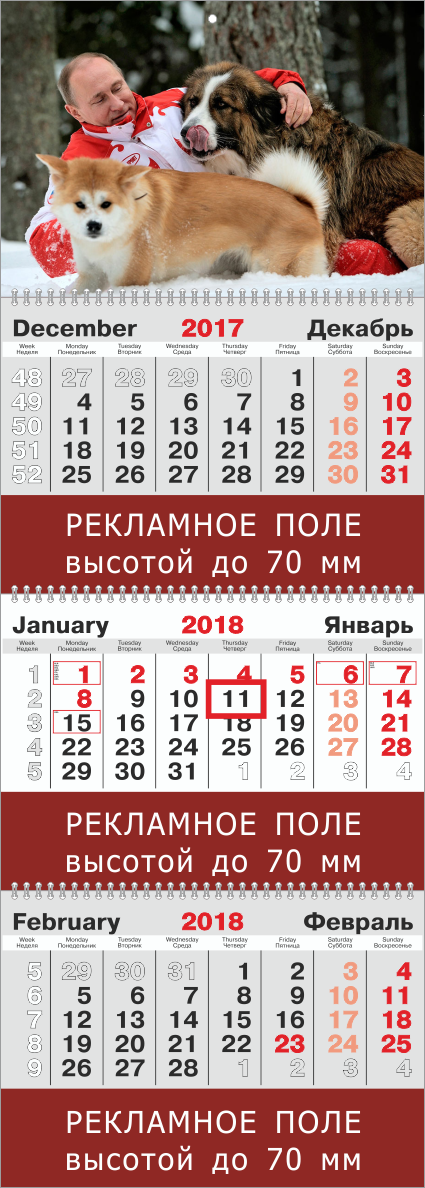 December 2017 Декабрь
Week Monday Tuesday Wednesday Thursday Friday Saturday Sunday
Неделя Понедельник Вторник Среда Четверг Пятница Суббота Воскресенье
48 27 28 29 30 1 2 3
49 4 5 6 7 8 9 10
50 11 12 13 14 15 16 17
51 18 19 20 21 22 23 24
52 25 26 27 28 29 30 31
РЕКЛАМНОЕ ПОЛЕ
высотой до 70 мм
January 2018 Январь
Week Monday Tuesday Wednesday Thursday Friday Saturday Sunday
Неделя Понедельник Вторник Среда Четверг Пятница Суббота Воскресенье
1 1 2 3 4 5 6 7
2 8 9 10 11 12 13 14
3 15 16 17 18 19 20 21
4 22 23 24 25 26 27 28
5 29 30 31 1 2 3 4
РЕКЛАМНОЕ ПОЛЕ
высотой до 70 мм
February 2018 Февраль
Week Monday Tuesday Wednesday Thursday Friday Saturday Sunday
Неделя Понедельник Вторник Среда Четверг Пятница Суббота Воскресенье
5 29 30 31 1 2 3 4
6 5 6 7 8 9 10 11
7 12 13 14 15 16 17 18
8 19 20 21 22 23 24 25
9 26 27 28 1 2 3 4
РЕКЛАМНОЕ ПОЛЕ
высотой до 70 мм